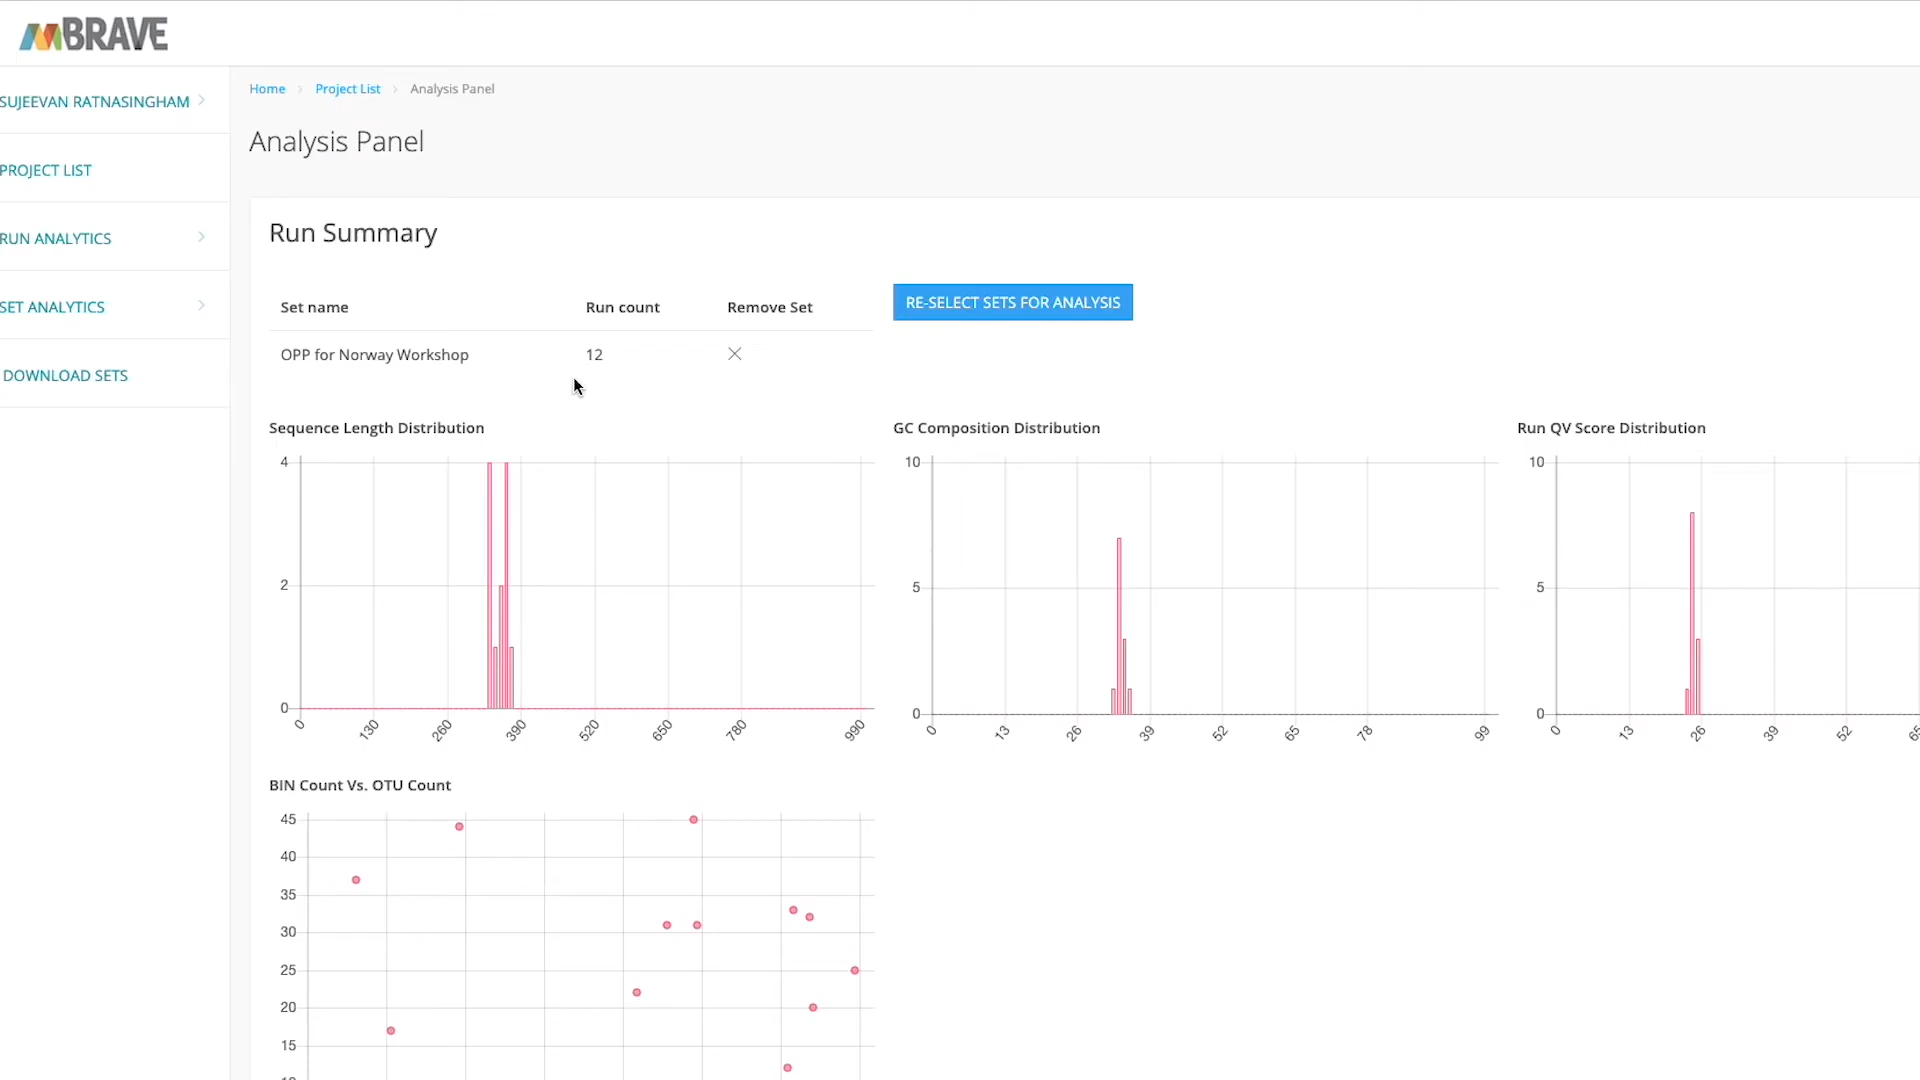 mBRAVE
SUJEEVAN RATNASINGHAM
PROJECT LIST
RUN ANALYTICS
SET ANALYTICS
DOWNLOAD SETS
Home > Project List > Analysis Panel
Analysis Panel
Run Summary
Set name Run count Remove Set
OPP for Norway Workshop 12
RE-SELECT SETS FOR ANALYSIS
Sequence Length Distribution
4
2
0
0 130 260 390 520 650 780 990
GC Composition Distribution
10
5
0
0 13 26 39 52 65 78 99
Run QV Score Distribution
10
5
0
0 13 26 39 52 65
BIN Count Vs. OTU Count
45
40
35
30
25
20
15
10